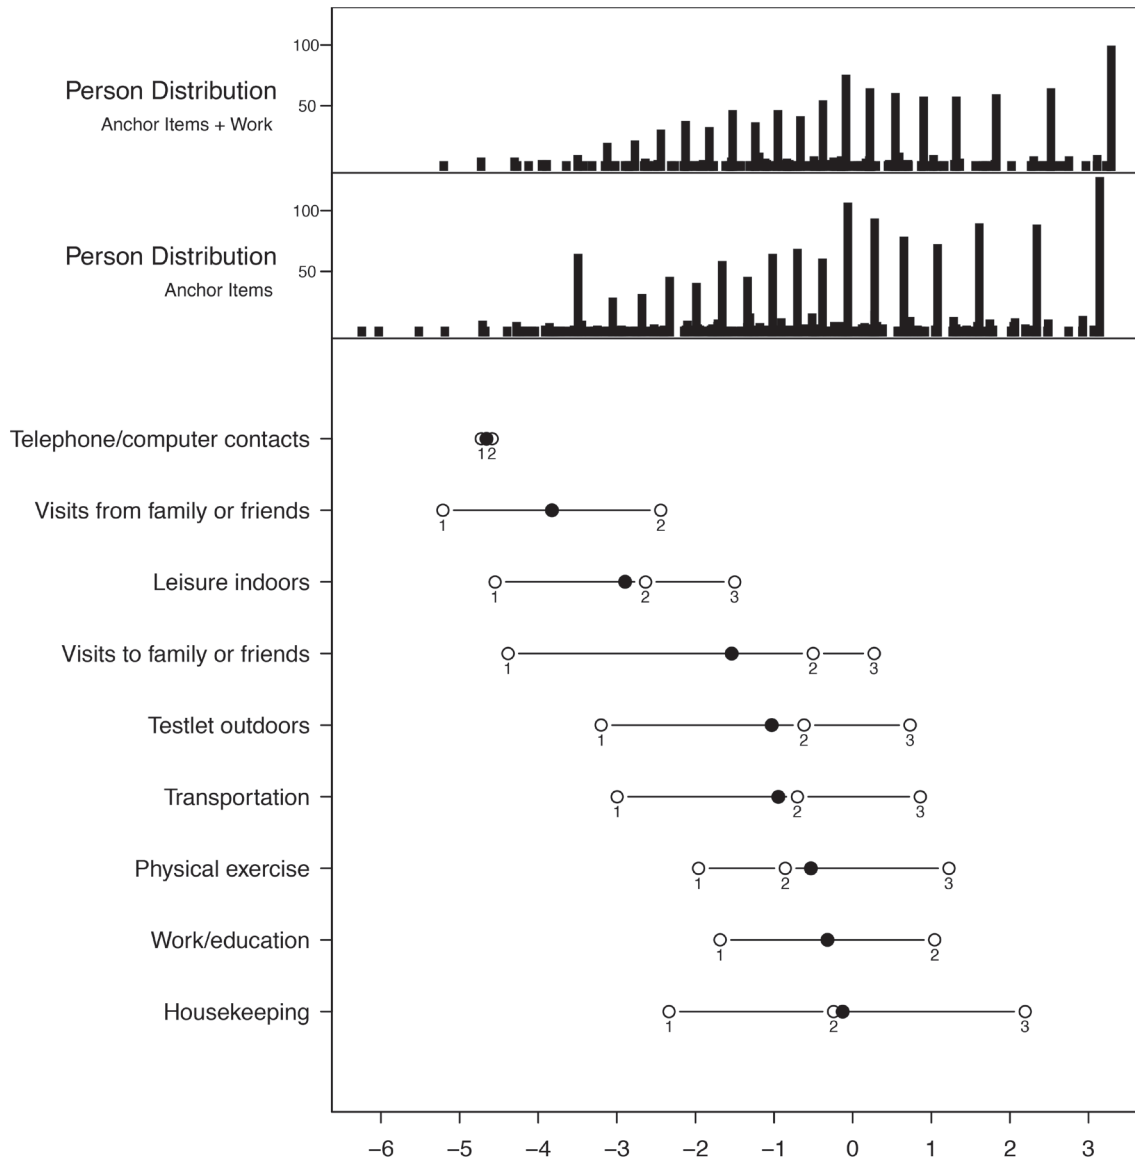 100
Person Distribution
Anchor Items + Work
50
100
Person Distribution
Anchor Items
50
Telephone/computer contacts
1 2
Visits from family or friends
1 2
Leisure indoors
1 2 3
Visits to family or friends
1 2 3
Testlet outdoors
1 2 3
Transportation
1 2 3
Physical exercise
1 2 3
Work/education
1 2
Housekeeping
1 2 3
−6 −5 −4 −3 −2 −1 0 1 2 3